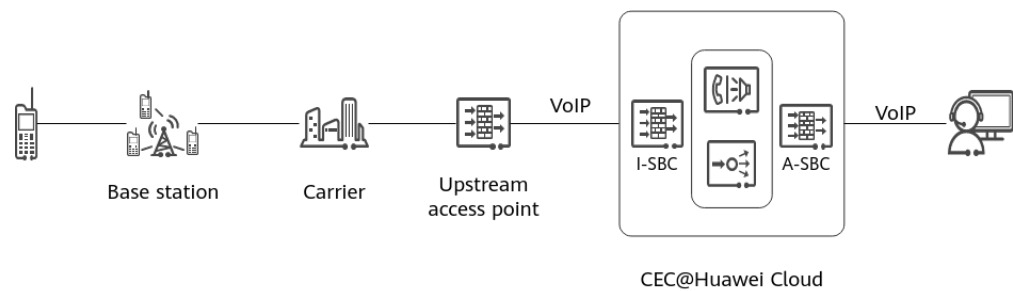 VoIP
VoIP
I-SBC
A-SBC
Base station
Carrier
Upstream
access point
CEC@Huawei Cloud